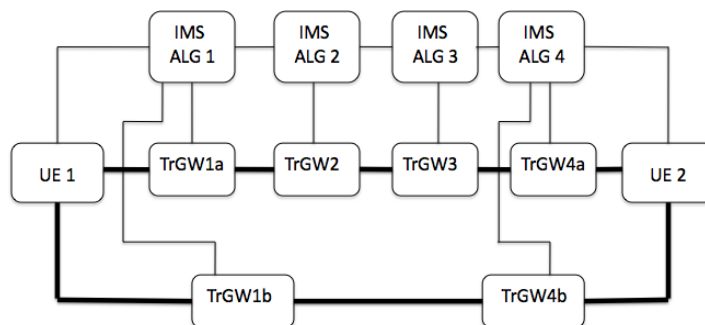 IMS
ALG 1
IMS
ALG 2
IMS
ALG 3
IMS
ALG 4
UE 1
TrGW1a
TrGW2
TrGW3
TrGW4a
UE 2
TrGW1b
TrGW4b